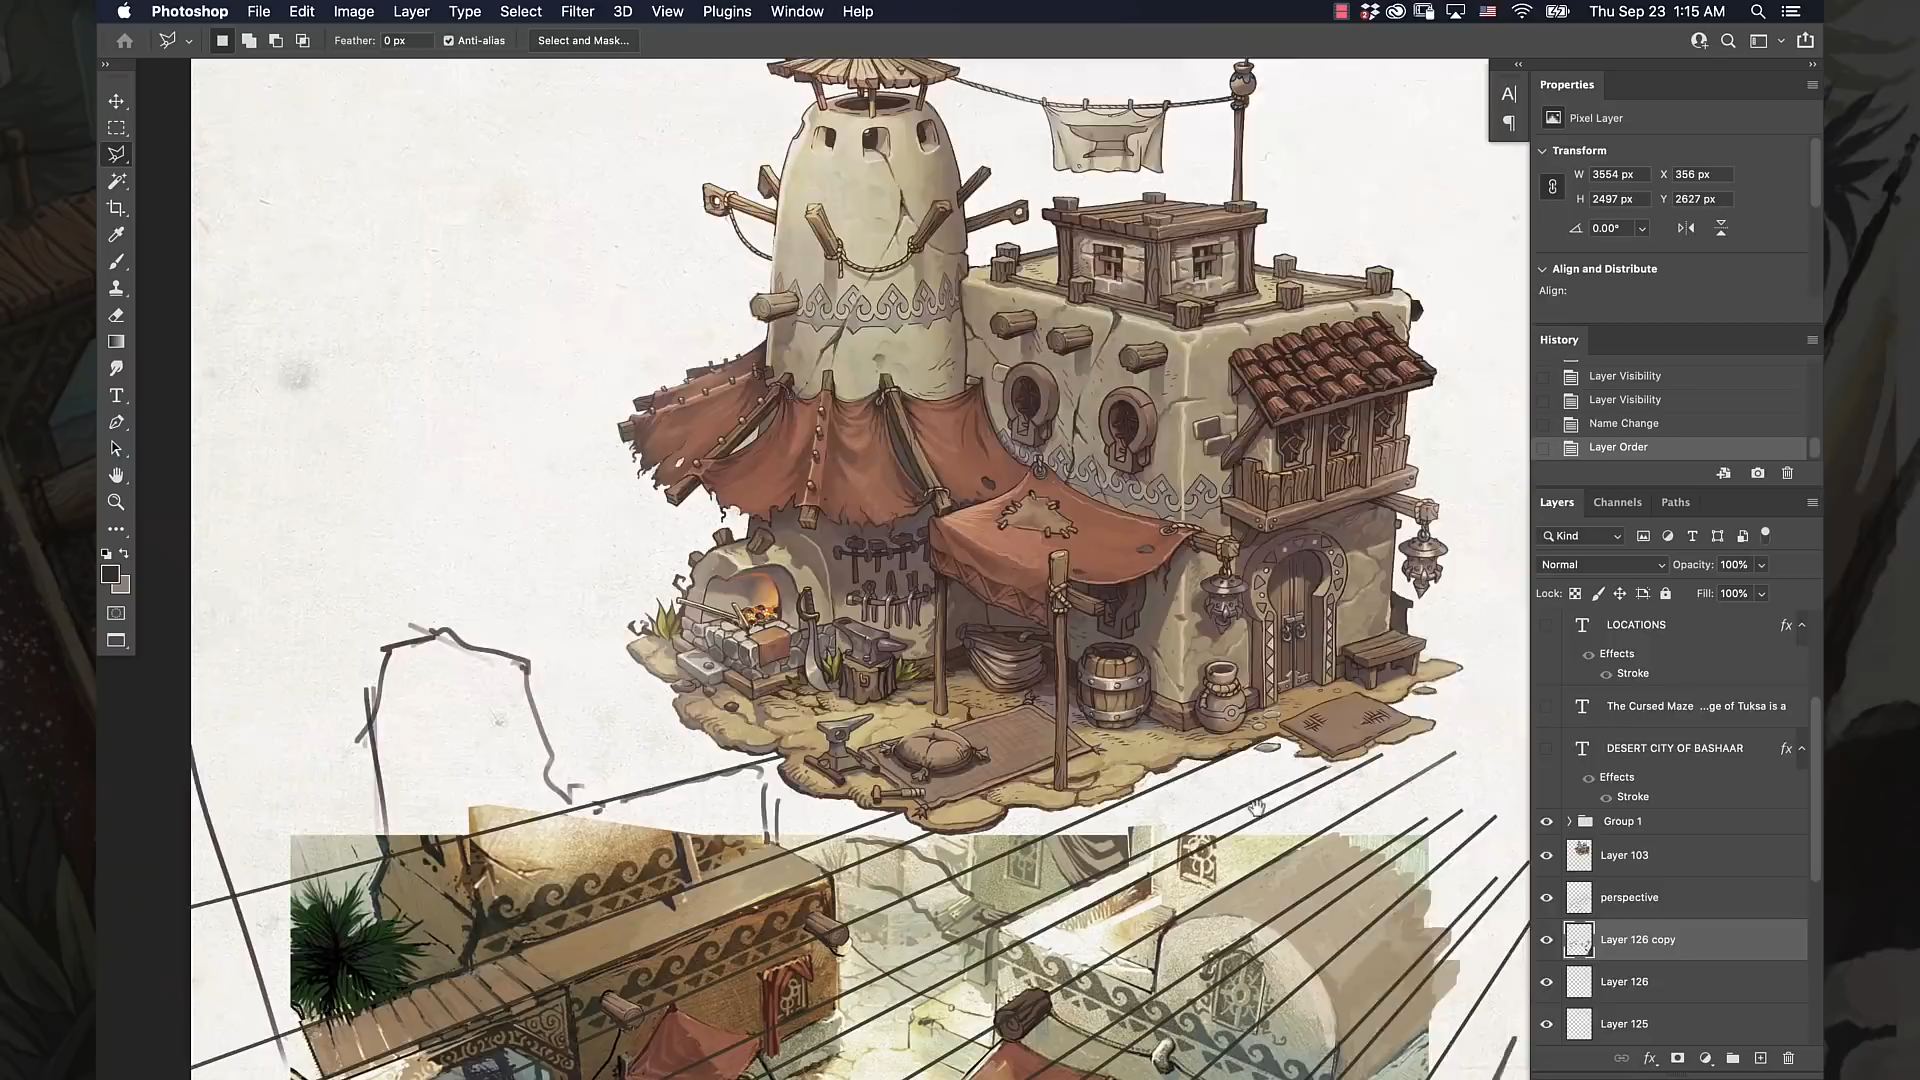 Photoshop File Edit Image Layer Type Select Filter 3D View Plugins Window Help
Thu Sep 23 1:15 AM
Feather: 0 px Anti-alias Select and Mask...
Properties
Pixel Layer
Transform
W 3554 px X 356 px
H 2497 px Y 2627 px
0.00°
Align and Distribute
Align:
History
Layer Visibility
Layer Visibility
Name Change
Layer Order
Layers Channels Paths
Kind
Normal Opacity: 100%
Lock: Fill: 100%
LOCATIONS fx
Effects
Stroke
The Cursed Maze ...ge of Tuksa is a
DESERT CITY OF BASHAAR fx
Effects
Stroke
Group 1
Layer 103
perspective
Layer 126 copy
Layer 126
Layer 125
fx